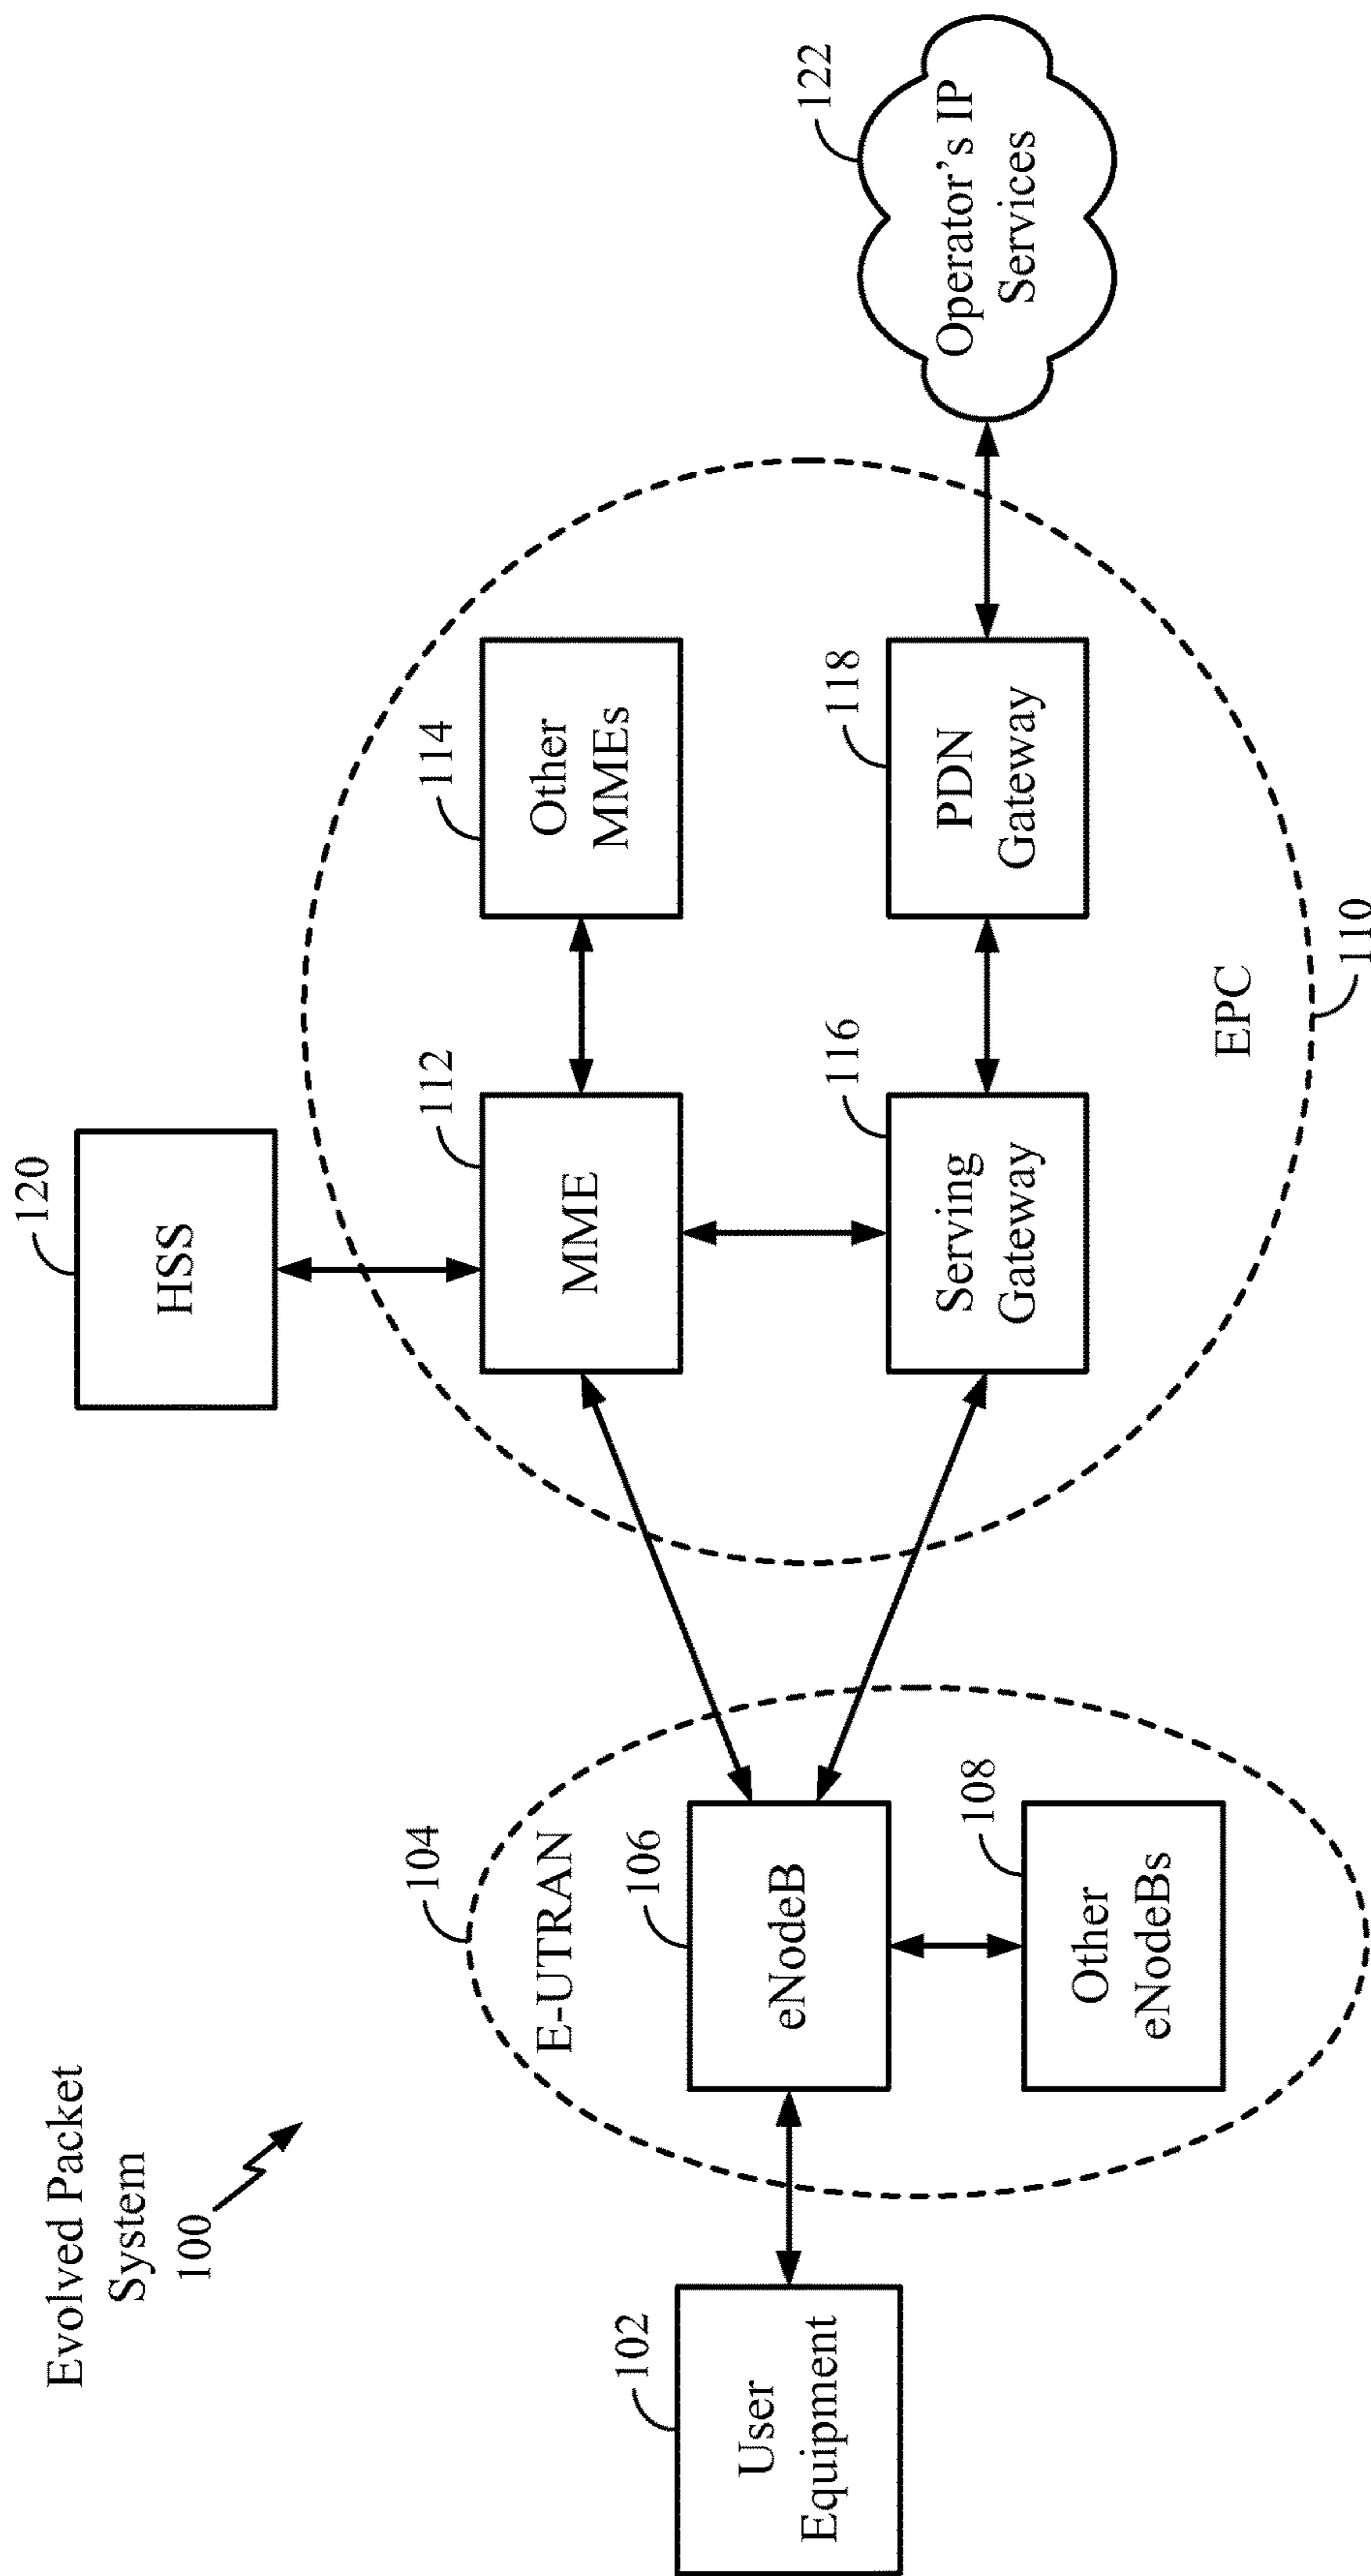 Evolved Packet
System
100
120
HSS
104
E-UTRAN
102
User
Equipment
106
eNodeB
108
Other
eNodeBs
112
MME
114
Other
MMEs
116
Serving
Gateway
118
PDN
Gateway
122
Operator's IP
Services
EPC
110